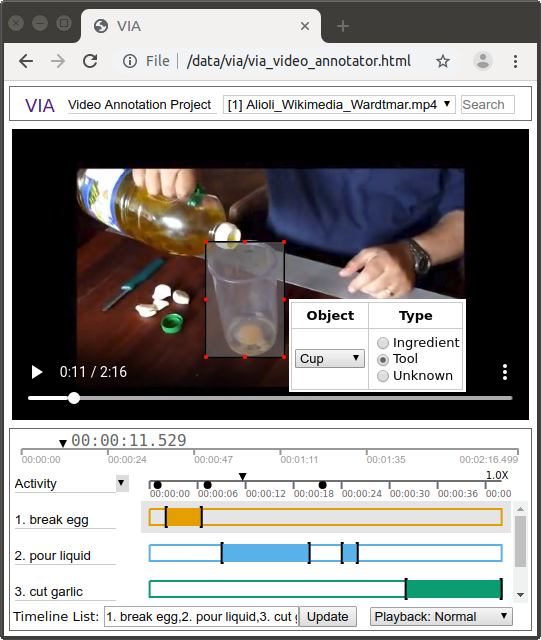 VIA
File /data/via/via_video_annotator.html
VIA Video Annotation Project [1] Alioli_Wikimedia_Wardtmar.mp4 Search
Object Type
Cup
Ingredient
Tool
Unknown
0:11 / 2:16
00:00:11.529
00:00:00 00:00:24 00:00:47 00:01:11 00:01:35 00:02:16.499
1.0X
Activity
00:00:00 00:00:06 00:00:12 00:00:18 00:00:24 00:00:30 00:00:36 00:00
1. break egg
2. pour liquid
3. cut garlic
Timeline List: 1. break egg,2. pour liquid,3. cut g Update Playback: Normal